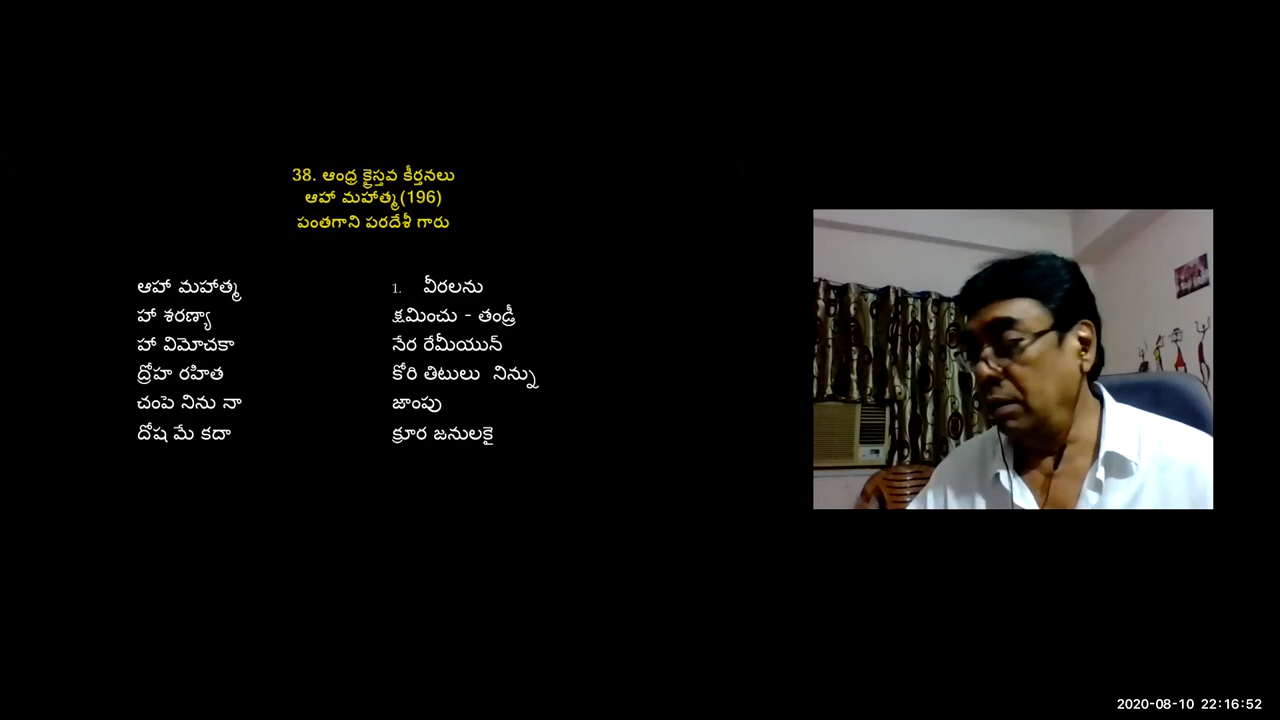 38. ఆంధ్ర క్రైస్తవ కీర్తనలు
ఆహా మహాత్మ(196)
పంతగాని పరదేశీ గారు
ఆహా మహాత్మ
హా శరణ్యా
హా విమోచకా
ద్రోహ రహిత
చంపె నిను నా
దోష మే కదా
1. వీరలను
క్షమించు - తండ్రీ
నేర రేమీయున్
కోరి తిటులు నిన్ను
జాంపు
క్రూర జనులకై
2020-08-10 22:16:52